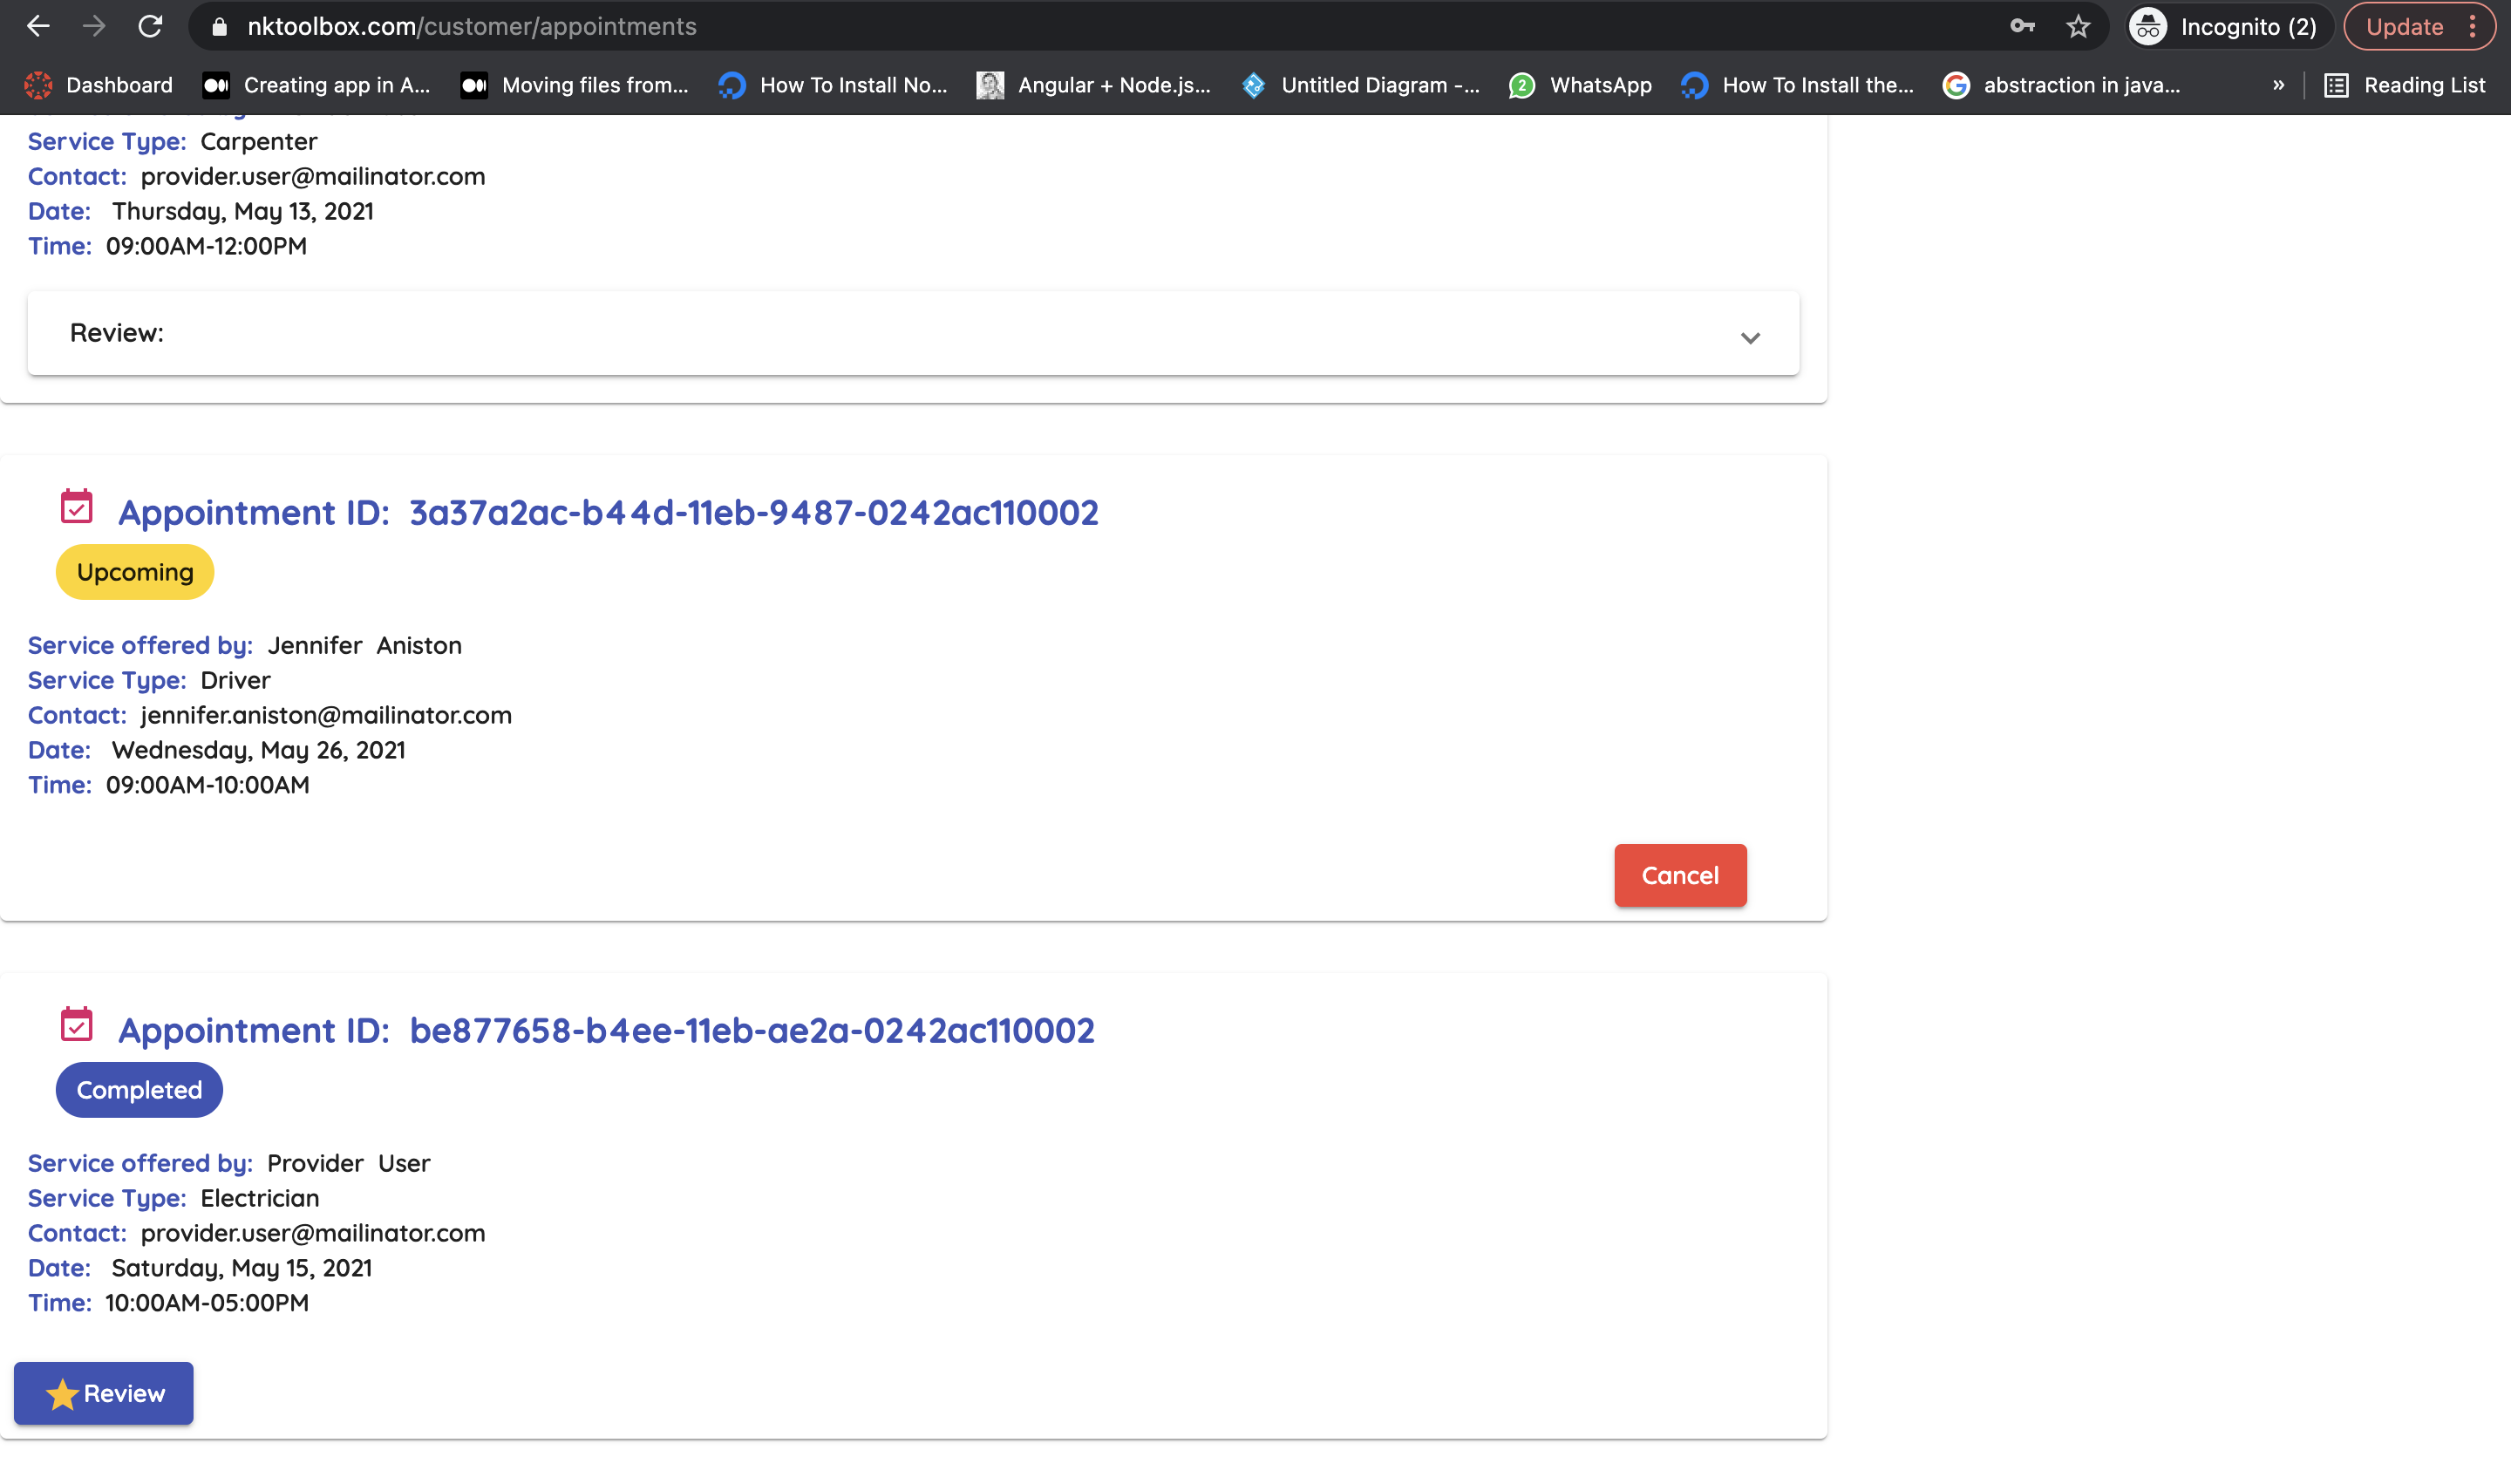 nktoolbox.com/customer/appointments Incognito (2) Update
Dashboard Creating app in A... Moving files from... How To Install No... Angular + Node.js... Untitled Diagram -... 2 WhatsApp How To Install the... abstraction in java... » Reading List
Service Type: Carpenter
Contact: provider.user@mailinator.com
Date: Thursday, May 13, 2021
Time: 09:00AM-12:00PM
Review:
Appointment ID: 3a37a2ac-b44d-11eb-9487-0242ac110002
Upcoming
Service offered by: Jennifer Aniston
Service Type: Driver
Contact: jennifer.aniston@mailinator.com
Date: Wednesday, May 26, 2021
Time: 09:00AM-10:00AM
Cancel
Appointment ID: be877658-b4ee-11eb-ae2a-0242ac110002
Completed
Service offered by: Provider User
Service Type: Electrician
Contact: provider.user@mailinator.com
Date: Saturday, May 15, 2021
Time: 10:00AM-05:00PM
Review